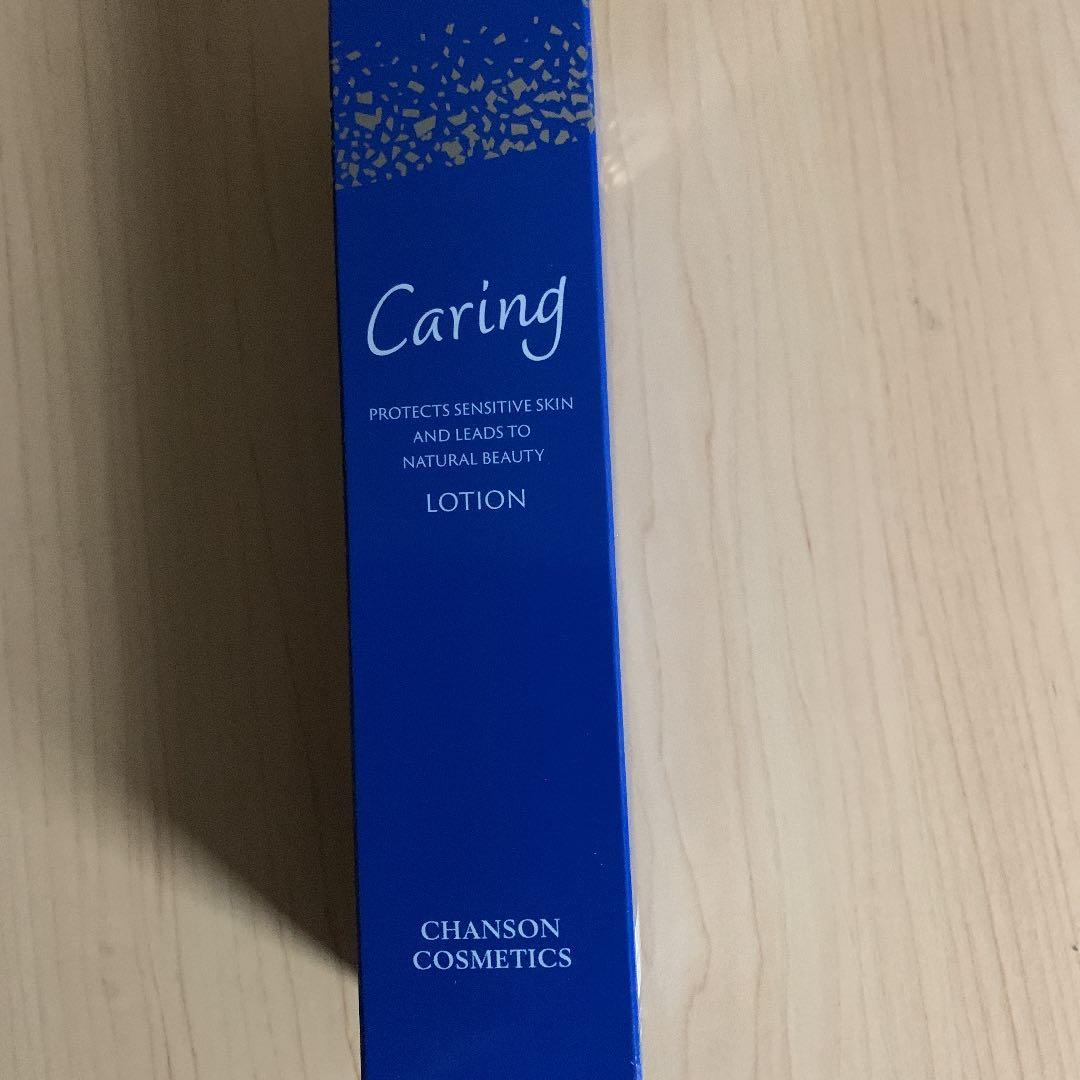 Caring
PROTECTS SENSITIVE SKIN
AND LEADS TO
NATURAL BEAUTY
LOTION
CHANSON
COSMETICS